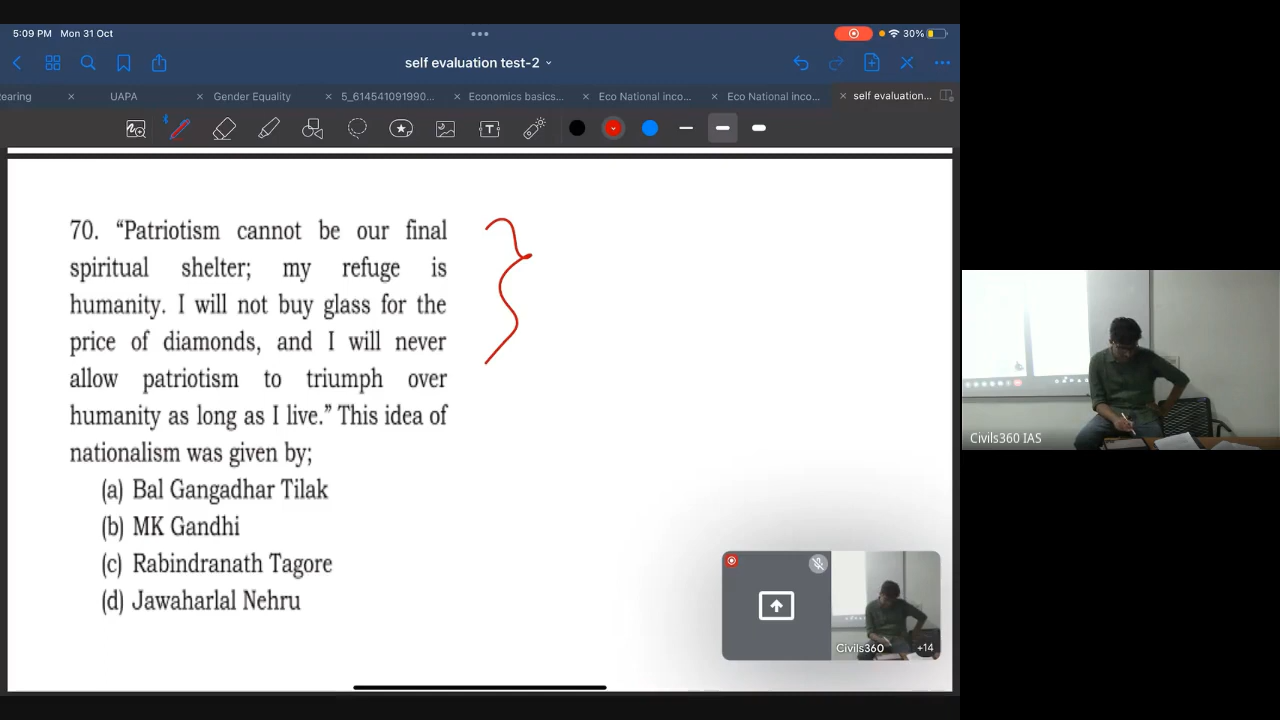 5:09 PM Mon 31 Oct
30%
self evaluation test-2
earing
UAPA
Gender Equality
5_614541091990...
Economics basics...
Eco National inco...
Eco National inco...
self evaluation...
70. “Patriotism cannot be our final
spiritual shelter; my refuge is
humanity. I will not buy glass for the
price of diamonds, and I will never
allow patriotism to triumph over
humanity as long as I live.” This idea of
nationalism was given by;
(a) Bal Gangadhar Tilak
(b) MK Gandhi
(c) Rabindranath Tagore
(d) Jawaharlal Nehru
Civils360 IAS
Civils360
+14